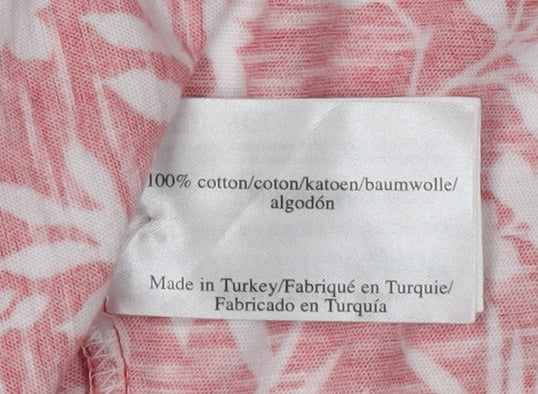 100% cotton/coton/katoen/baumwolle/
algodón
Made in Turkey/Fabriqué en Turquie/
Fabricado en Turquía